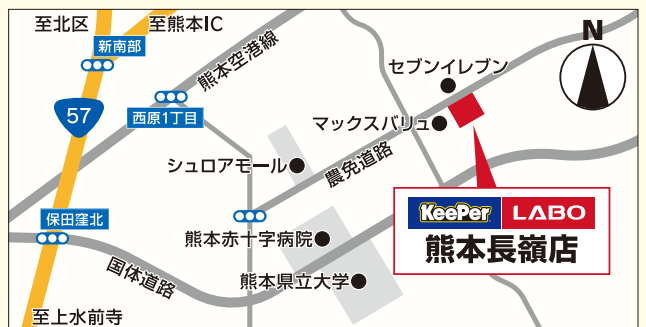 至北区
至熊本IC
新南部
熊本空港線
57
西原1丁目
N
セブンイレブン
マックスバリュ
シュロアモール
農免道路
KeePer LABO
熊本長嶺店
保田窪北
熊本赤十字病院
国体道路
熊本県立大学
至上水前寺